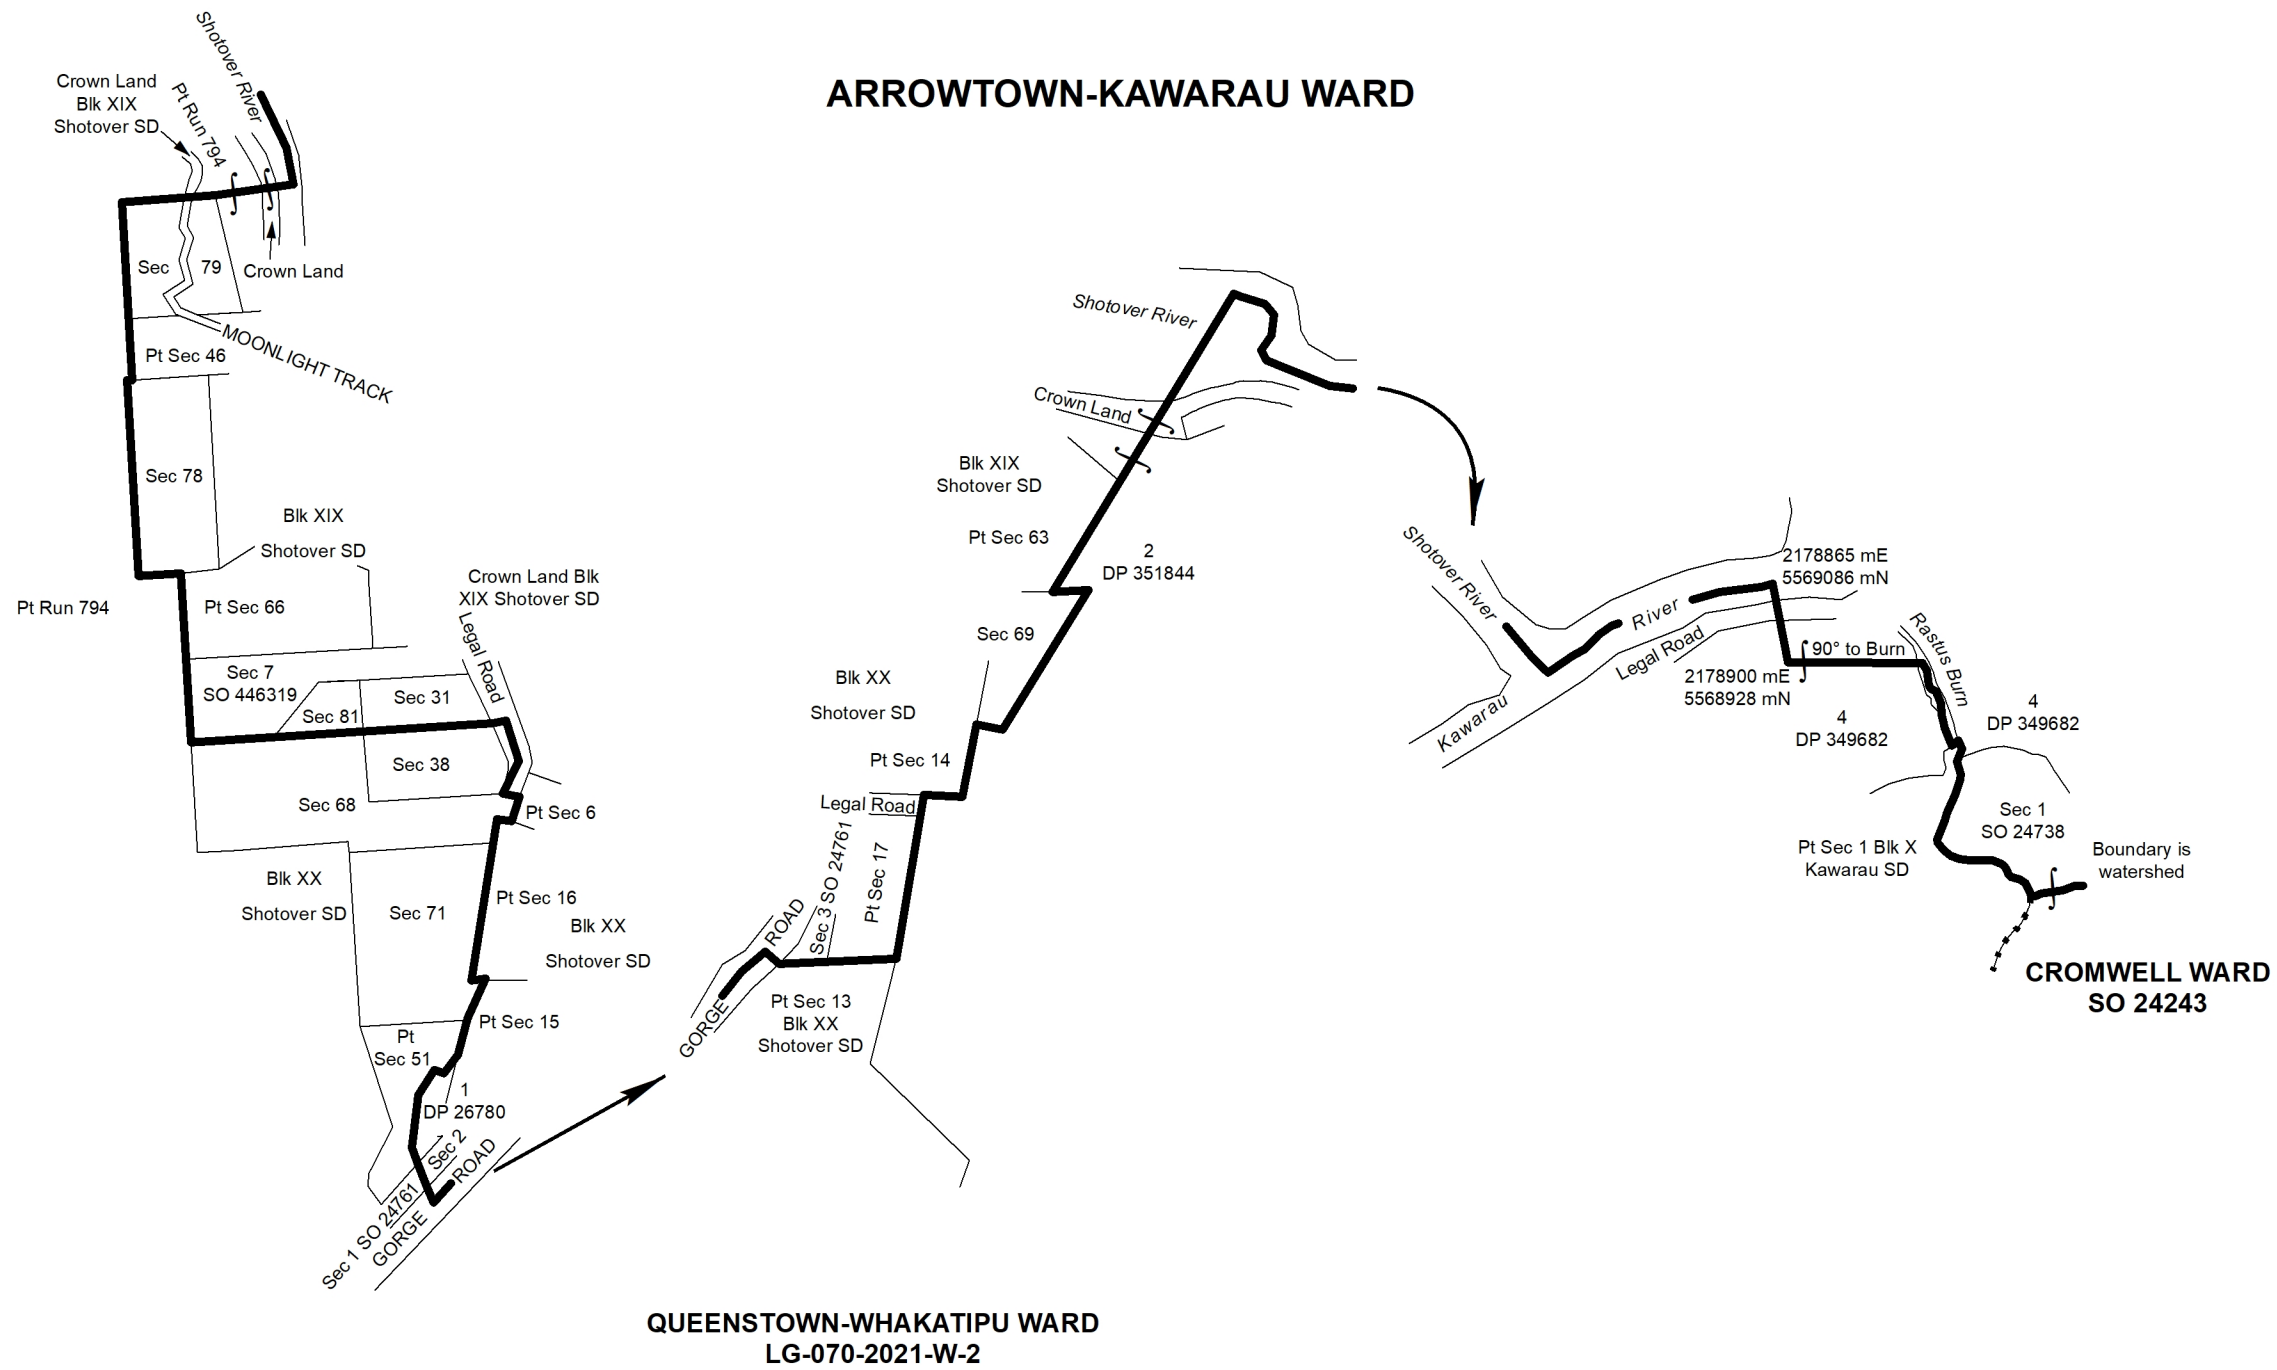 ARROWTOWN-KAWARAU WARD
Shotover River
Crown Land
Blk XIX
Shotover SD
Pt Run 794
Sec
79
Crown Land
MOONLIGHT TRACK
Pt Sec 46
Sec 78
Blk XIX
Shotover SD
Pt Run 794
Pt Sec 66
Crown Land Blk
XIX Shotover SD
Legal Road
Sec 7
SO 446319
Sec 31
Sec 81
Sec 38
Sec 68
Pt Sec 6
Blk XX
Shotover SD
Sec 71
Pt Sec 16
Blk XX
Shotover SD
Pt
Sec 51
Pt Sec 15
1
DP 26780
Sec 2
ROAD
Sec 1 SO 24761
GORGE
Shotover River
Crown Land
Blk XIX
Shotover SD
Pt Sec 63
2
DP 351844
Sec 69
Blk XX
Shotover SD
Pt Sec 14
Legal Road
Sec 3 SO 24761
Pt Sec 17
ROAD
GORGE
Pt Sec 13
Blk XX
Shotover SD
Shotover River
Kawarau
River
Legal Road
2178865 mE
5569086 mN
90° to Burn
2178900 mE
5568928 mN
Rastus Burn
4
DP 349682
4
DP 349682
Sec 1
SO 24738
Pt Sec 1 Blk X
Kawarau SD
Boundary is
watershed
CROMWELL WARD
SO 24243
QUEENSTOWN-WHAKATIPU WARD
LG-070-2021-W-2